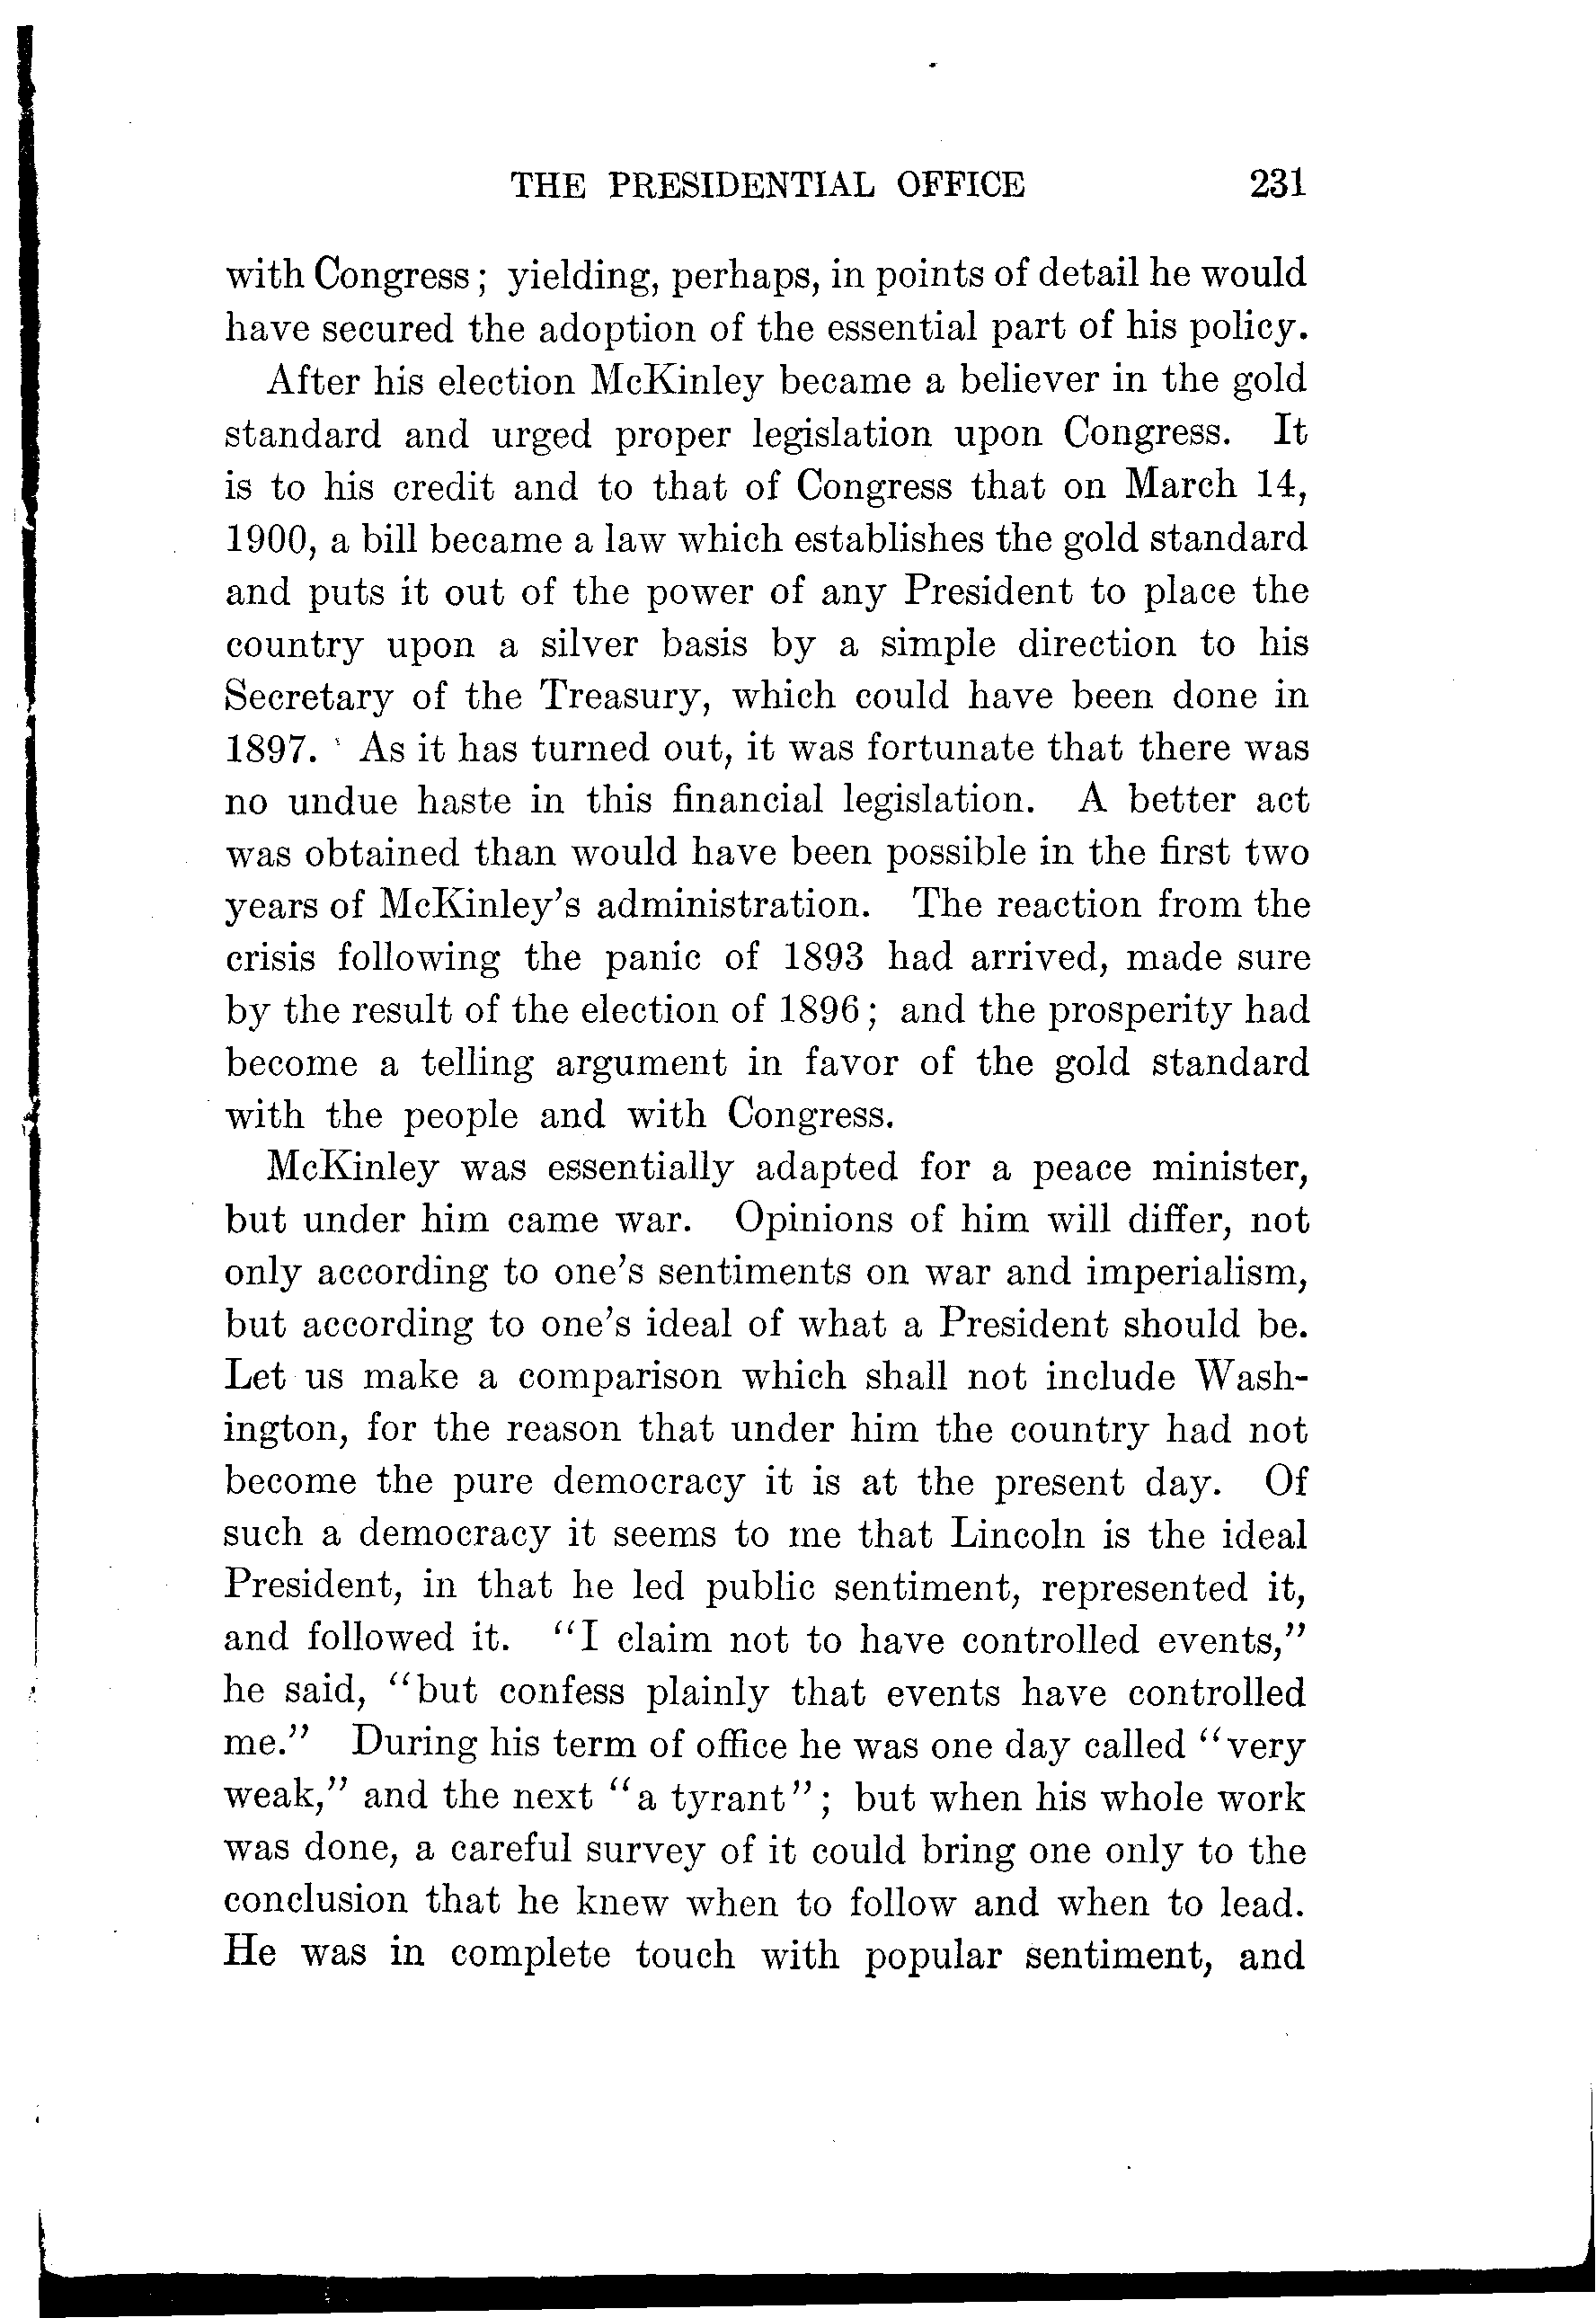 THE PRESIDENTIAL OFFICE 231
with Congress; yielding, perhaps, in points of detail he would
have secured the adoption of the essential part of his policy.
After his election McKinley became a believer in the gold
standard and urged proper legislation upon Congress. It
is to his credit and to that of Congress that on March 14,
1900, a bill became a law which establishes the gold standard
and puts it out of the power of any President to place the
country upon a silver basis by a simple direction to his
Secretary of the Treasury, which could have been done in
1897. As it has turned out, it was fortunate that there was
no undue haste in this financial legislation. A better act
was obtained than would have been possible in the first two
years of McKinley's administration. The reaction from the
crisis following the panic of 1893 had arrived, made sure
by the result of the election of 1896; and the prosperity had
become a telling argument in favor of the gold standard
with the people and with Congress.
McKinley was essentially adapted for a peace minister,
but under him came war. Opinions of him will differ, not
only according to one's sentiments on war and imperialism,
but according to one's ideal of what a President should be.
Let us make a comparison which shall not include Wash-
ington, for the reason that under him the country had not
become the pure democracy it is at the present day. Of
such a democracy it seems to me that Lincoln is the ideal
President, in that he led public sentiment, represented it,
and followed it. "I claim not to have controlled events,"
he said, "but confess plainly that events have controlled
me." During his term of office he was one day called "very
weak," and the next "a tyrant"; but when his whole work
was done, a careful survey of it could bring one only to the
conclusion that he knew when to follow and when to lead.
He was in complete touch with popular sentiment, and